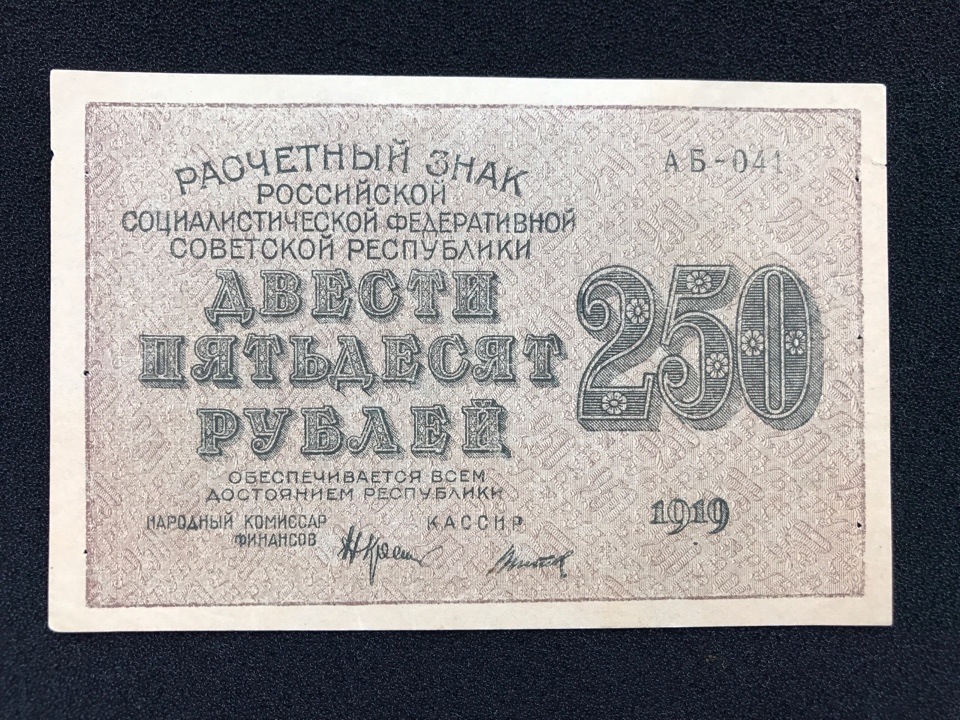 РАСЧЕТНЫЙ ЗНАК
АБ-041
РОССИЙСКОЙ
СОЦИАЛИСТИЧЕСКОЙ ФЕДЕРАТИВНОЙ
СОВЕТСКОЙ РЕСПУБЛИКИ
ДВЕСТИ
ПЯТЬДЕСЯТ
РУБЛЕЙ
250
ОБЕСПЕЧИВАЕТСЯ ВСЕМ
ДОСТОЯНИЕМ РЕСПУБЛИКИ
НАРОДНЫЙ КОМИССАР
ФИНАНСОВ
КАССИР
1919